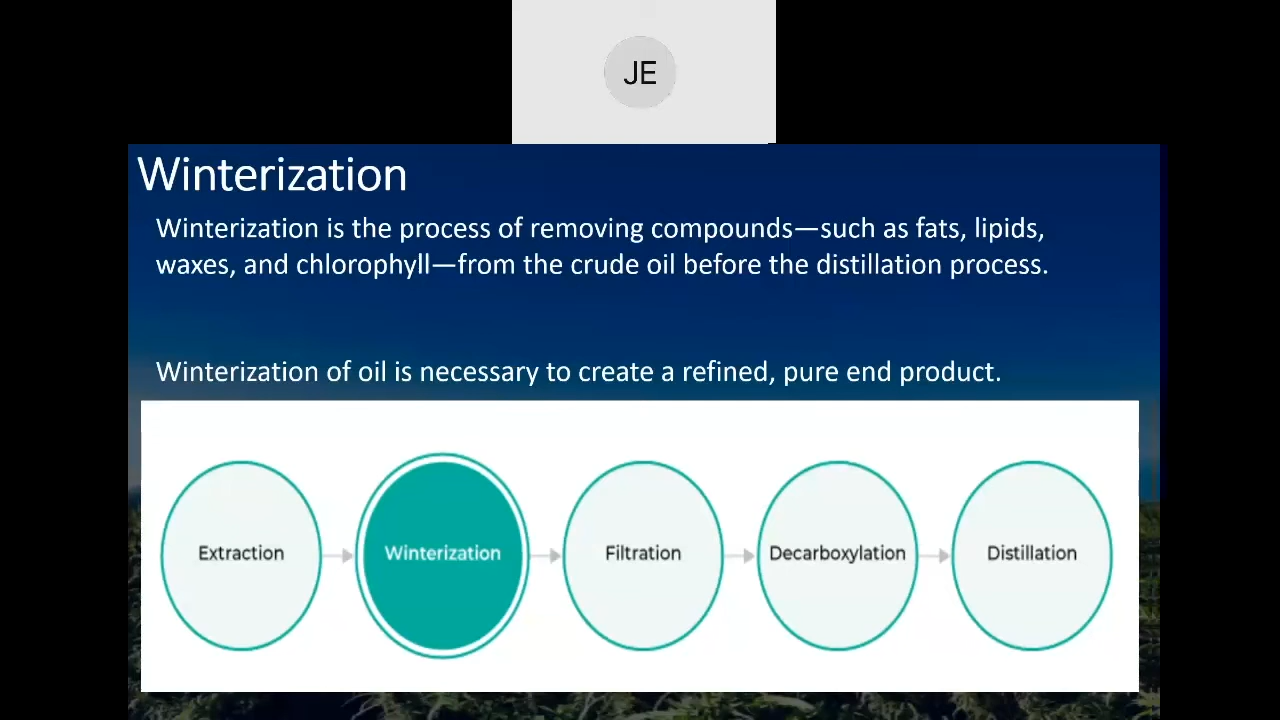 JE
Winterization
Winterization is the process of removing compounds—such as fats, lipids,
waxes, and chlorophyll—from the crude oil before the distillation process.
Winterization of oil is necessary to create a refined, pure end product.
Extraction
Winterization
Filtration
Decarboxylation
Distillation